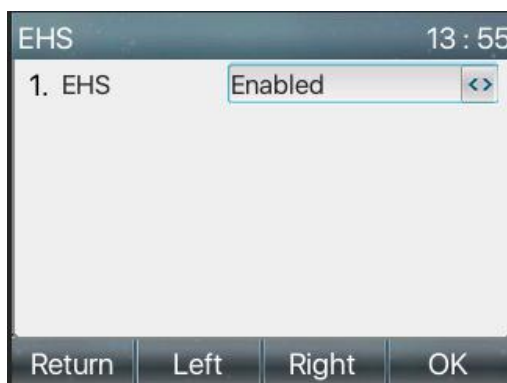 EHS 13 : 55
1. EHS Enabled <>
Return Left Right OK